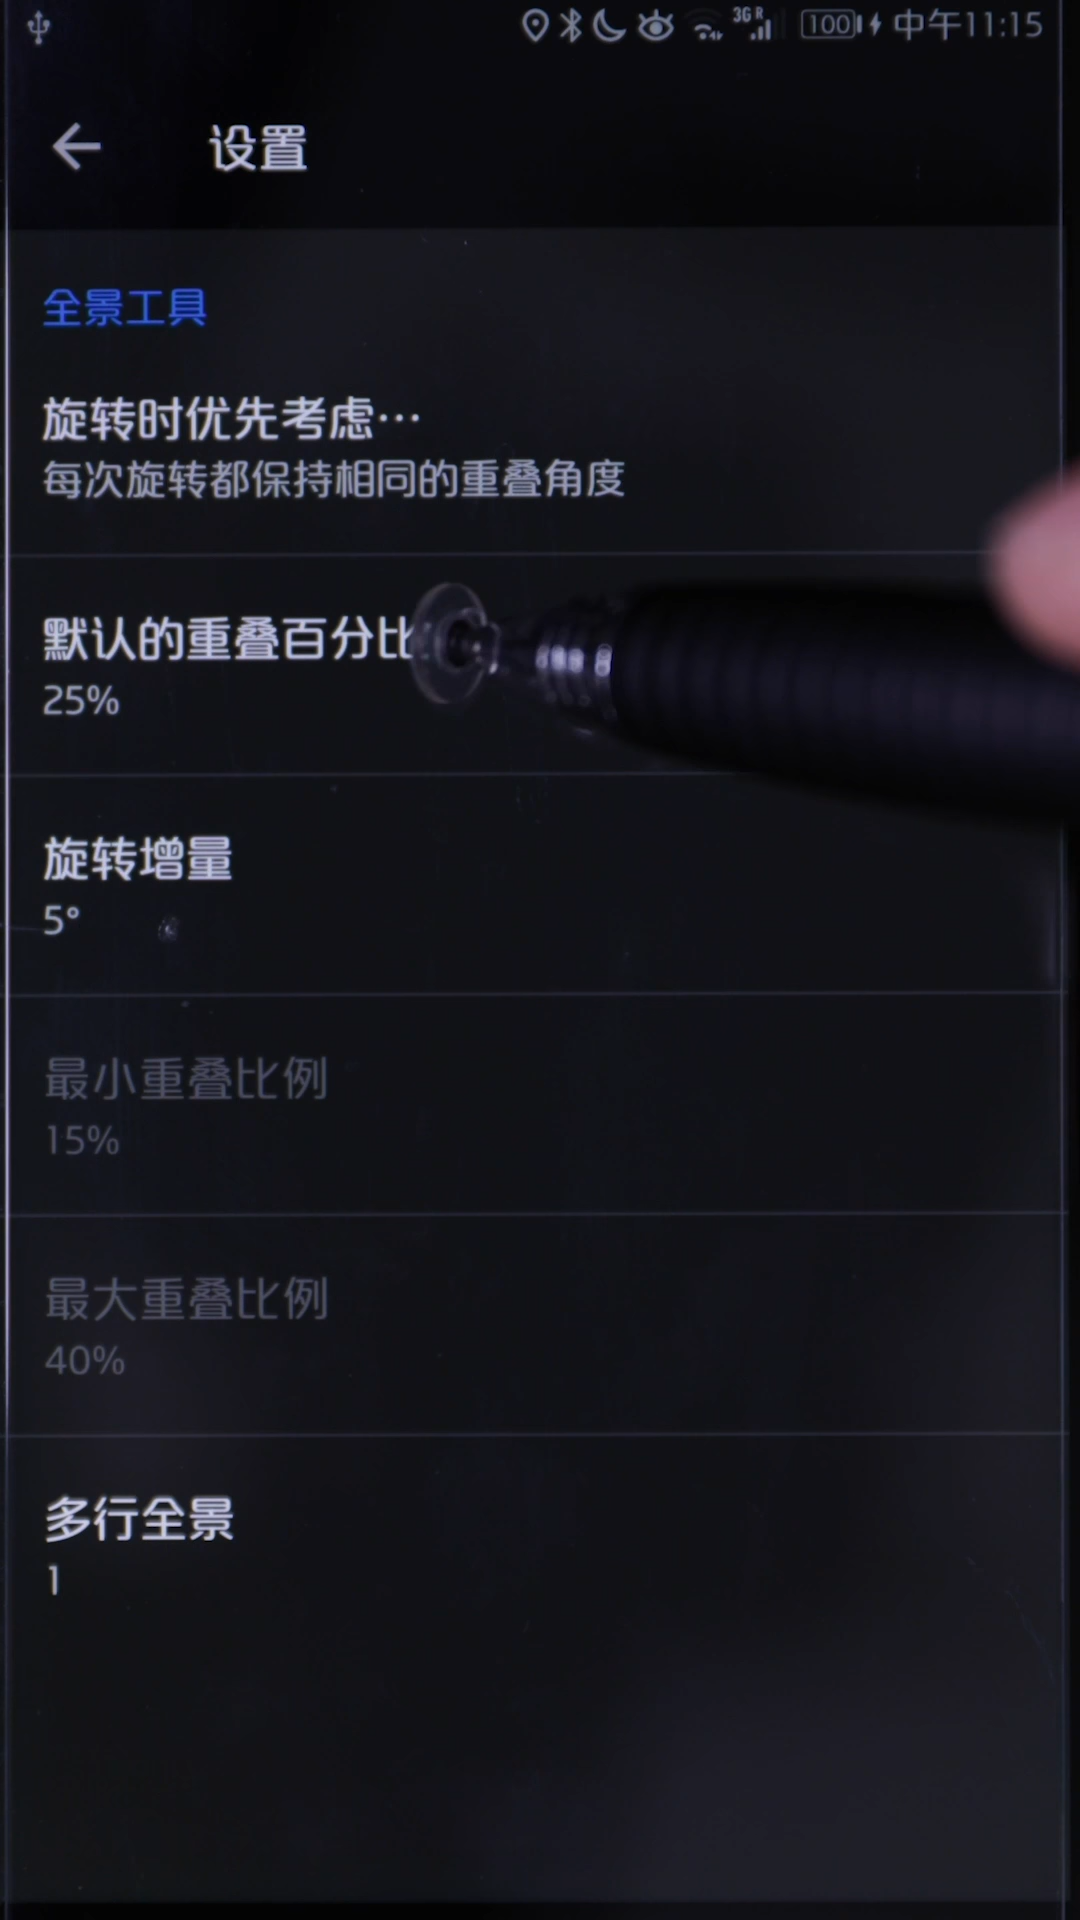 3G R 100 中午11:15
设置
全景工具
旋转时优先考虑…
每次旋转都保持相同的重叠角度
默认的重叠百分比
25%
旋转增量
5°
最小重叠比例
15%
最大重叠比例
40%
多行全景
1